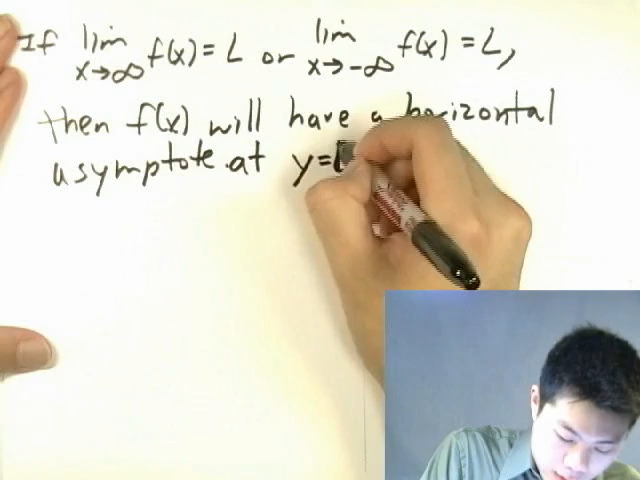 If lim x→∞ f(x) = L or lim x→-∞ f(x) = L,
then f(x) will have a horizontal
asymptote at y=